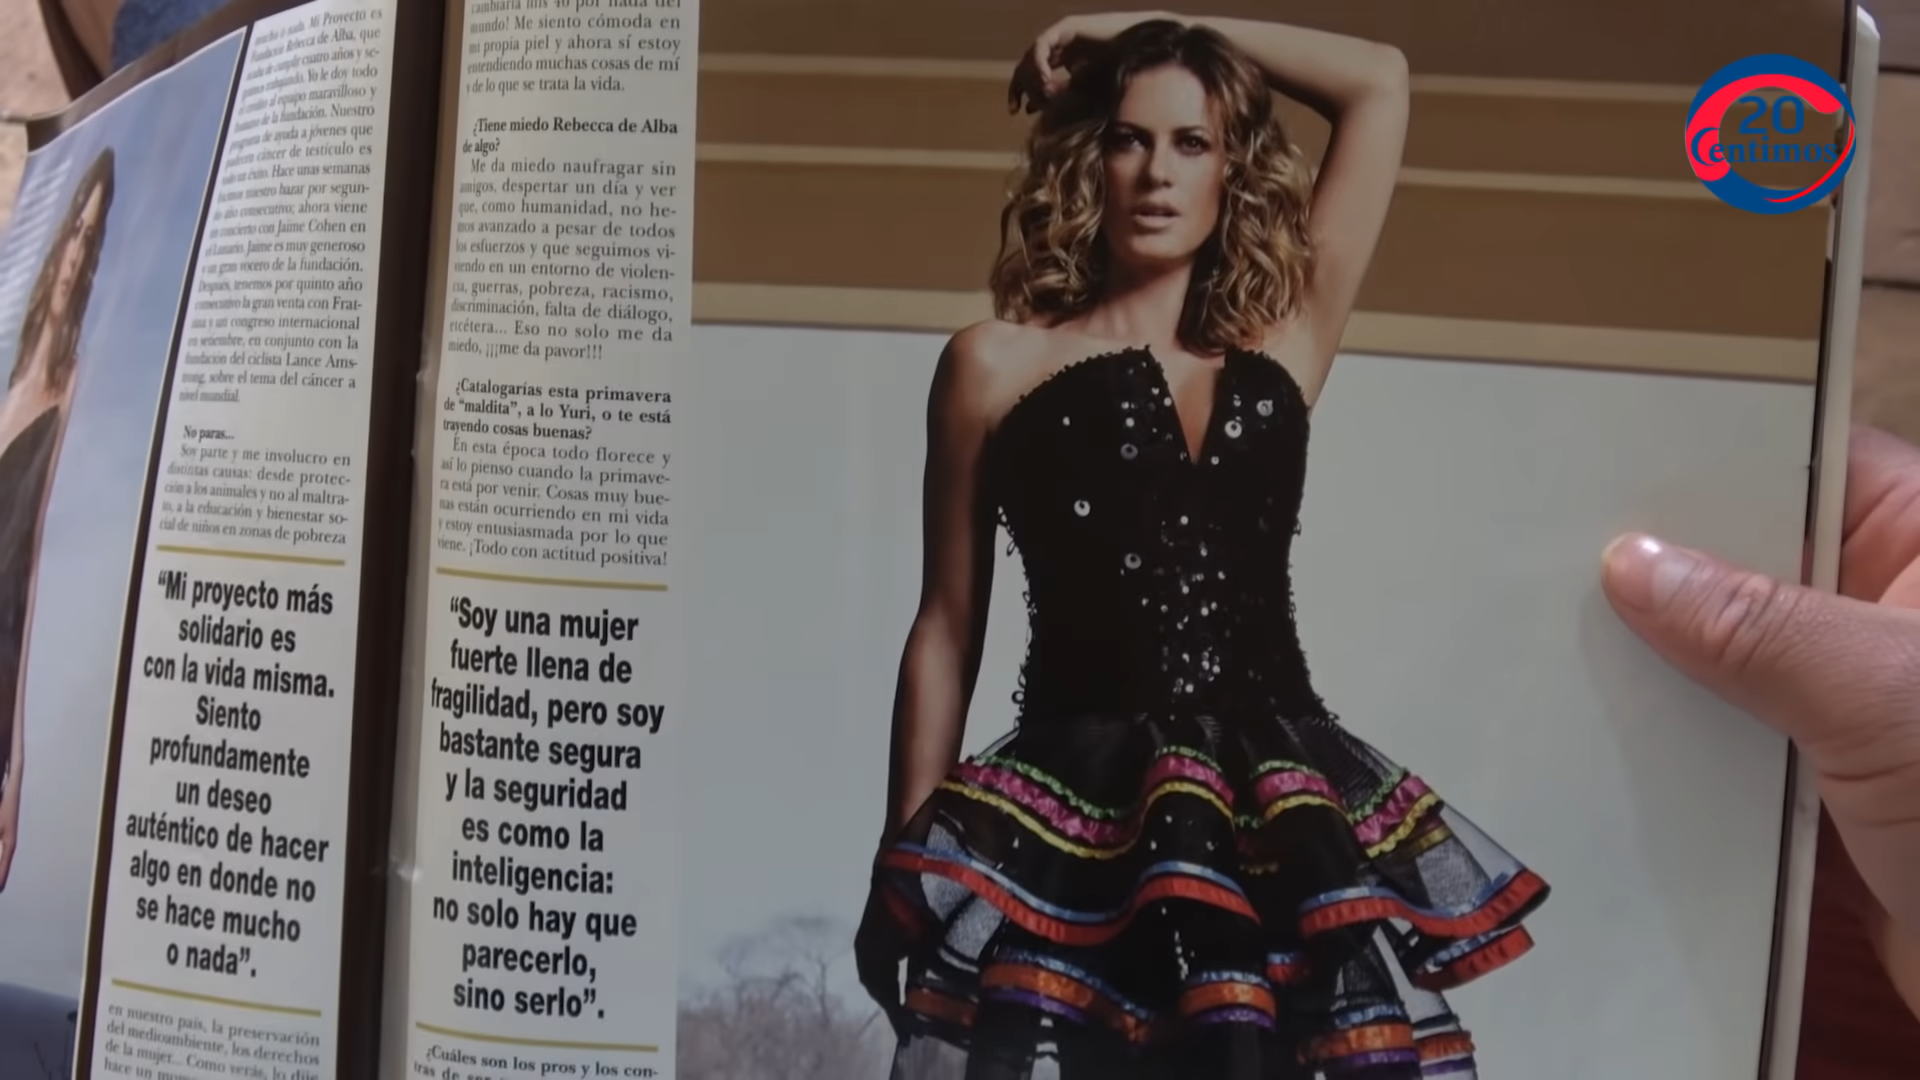 mucho o nada. Mi Proyecto es
Fundación Rebecca de Alba, que
acaba de cumplir cuatro años y se-
guimos trabajando. Yo le doy todo
el crédito al equipo maravilloso y
humano de la fundación. Nuestro
programa de ayuda a jóvenes que
padecen cáncer de testículo es
todo un éxito. Hace unas semanas
hicimos nuestro bazar por segun-
do año consecutivo; ahora viene
un concierto con Jaime Cohen en
el Lunario. Jaime es muy generoso
y un gran vocero de la fundación.
Después, tenemos por quinto año
consecutivo la gran venta con Frat-
tina y un congreso internacional
en septiembre, en conjunto con la
fundación del ciclista Lance Ams-
trong, sobre el tema del cáncer a
nivel mundial.
No paras...
Soy parte y me involucro en
distintas causas: desde protec-
ción a los animales y no al maltra-
to, a la educación y bienestar so-
cial de niños en zonas de pobreza
“Mi proyecto más
solidario es
con la vida misma.
Siento
profundamente
un deseo
auténtico de hacer
algo en donde no
se hace mucho
o nada”.
en nuestro país, la preservación
del medioambiente, los derechos
de la mujer... Como verás, lo dije
hace un
cambiaría mis 40 por nada del
mundo! Me siento cómoda en
mi propia piel y ahora sí estoy
entendiendo muchas cosas de mí
y de lo que se trata la vida.
¿Tiene miedo Rebecca de Alba
de algo?
Me da miedo naufragar sin
amigos, despertar un día y ver
que, como humanidad, no he-
mos avanzado a pesar de todos
los esfuerzos y que seguimos vi-
viendo en un entorno de violen-
cia, guerras, pobreza, racismo,
discriminación, falta de diálogo,
etcétera... Eso no solo me da
miedo, ¡¡¡me da pavor!!!
¿Catalogarías esta primavera
de “maldita”, a lo Yuri, o te está
trayendo cosas buenas?
En esta época todo florece y
así lo pienso cuando la primave-
ra está por venir. Cosas muy bue-
nas están ocurriendo en mi vida
y estoy entusiasmada por lo que
viene. ¡Todo con actitud positiva!
“Soy una mujer
fuerte llena de
fragilidad, pero soy
bastante segura
y la seguridad
es como la
inteligencia:
no solo hay que
parecerlo,
sino serlo”.
¿Cuáles son los pros y los con-
tras de
20
Centimos